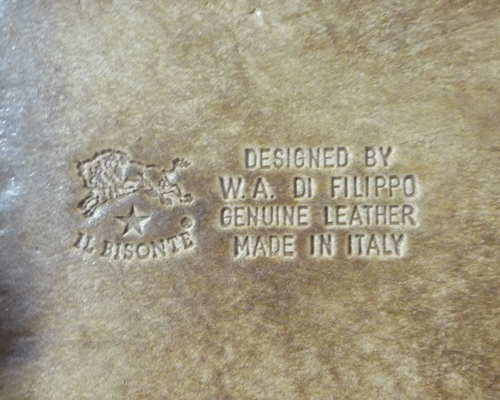 IL BISONTE
DESIGNED BY
W.A. DI FILIPPO
GENUINE LEATHER
MADE IN ITALY